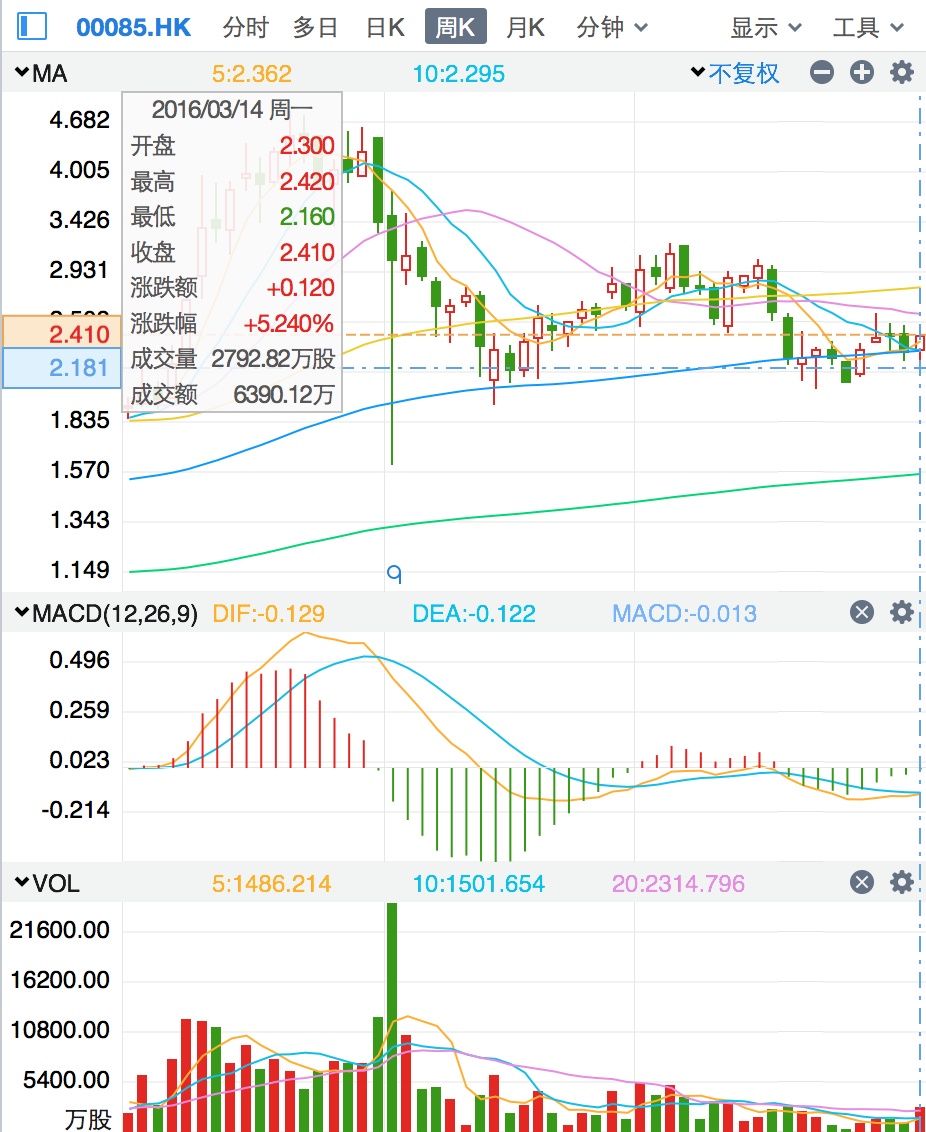 00085.HK 分时 多日 日K 周K 月K 分钟 显示 工具
MA 5:2.362 10:2.295 不复权
2016/03/14 周一
开盘 2.300
最高 2.420
最低 2.160
收盘 2.410
涨跌额 +0.120
涨跌幅 +5.240%
成交量 2792.82万股
成交额 6390.12万
4.682
4.005
3.426
2.931
2.410
2.181
1.835
1.570
1.343
1.149
q
MACD(12,26,9) DIF:-0.129 DEA:-0.122 MACD:-0.013
0.496
0.259
0.023
-0.214
VOL 5:1486.214 10:1501.654 20:2314.796
21600.00
16200.00
10800.00
5400.00
万股